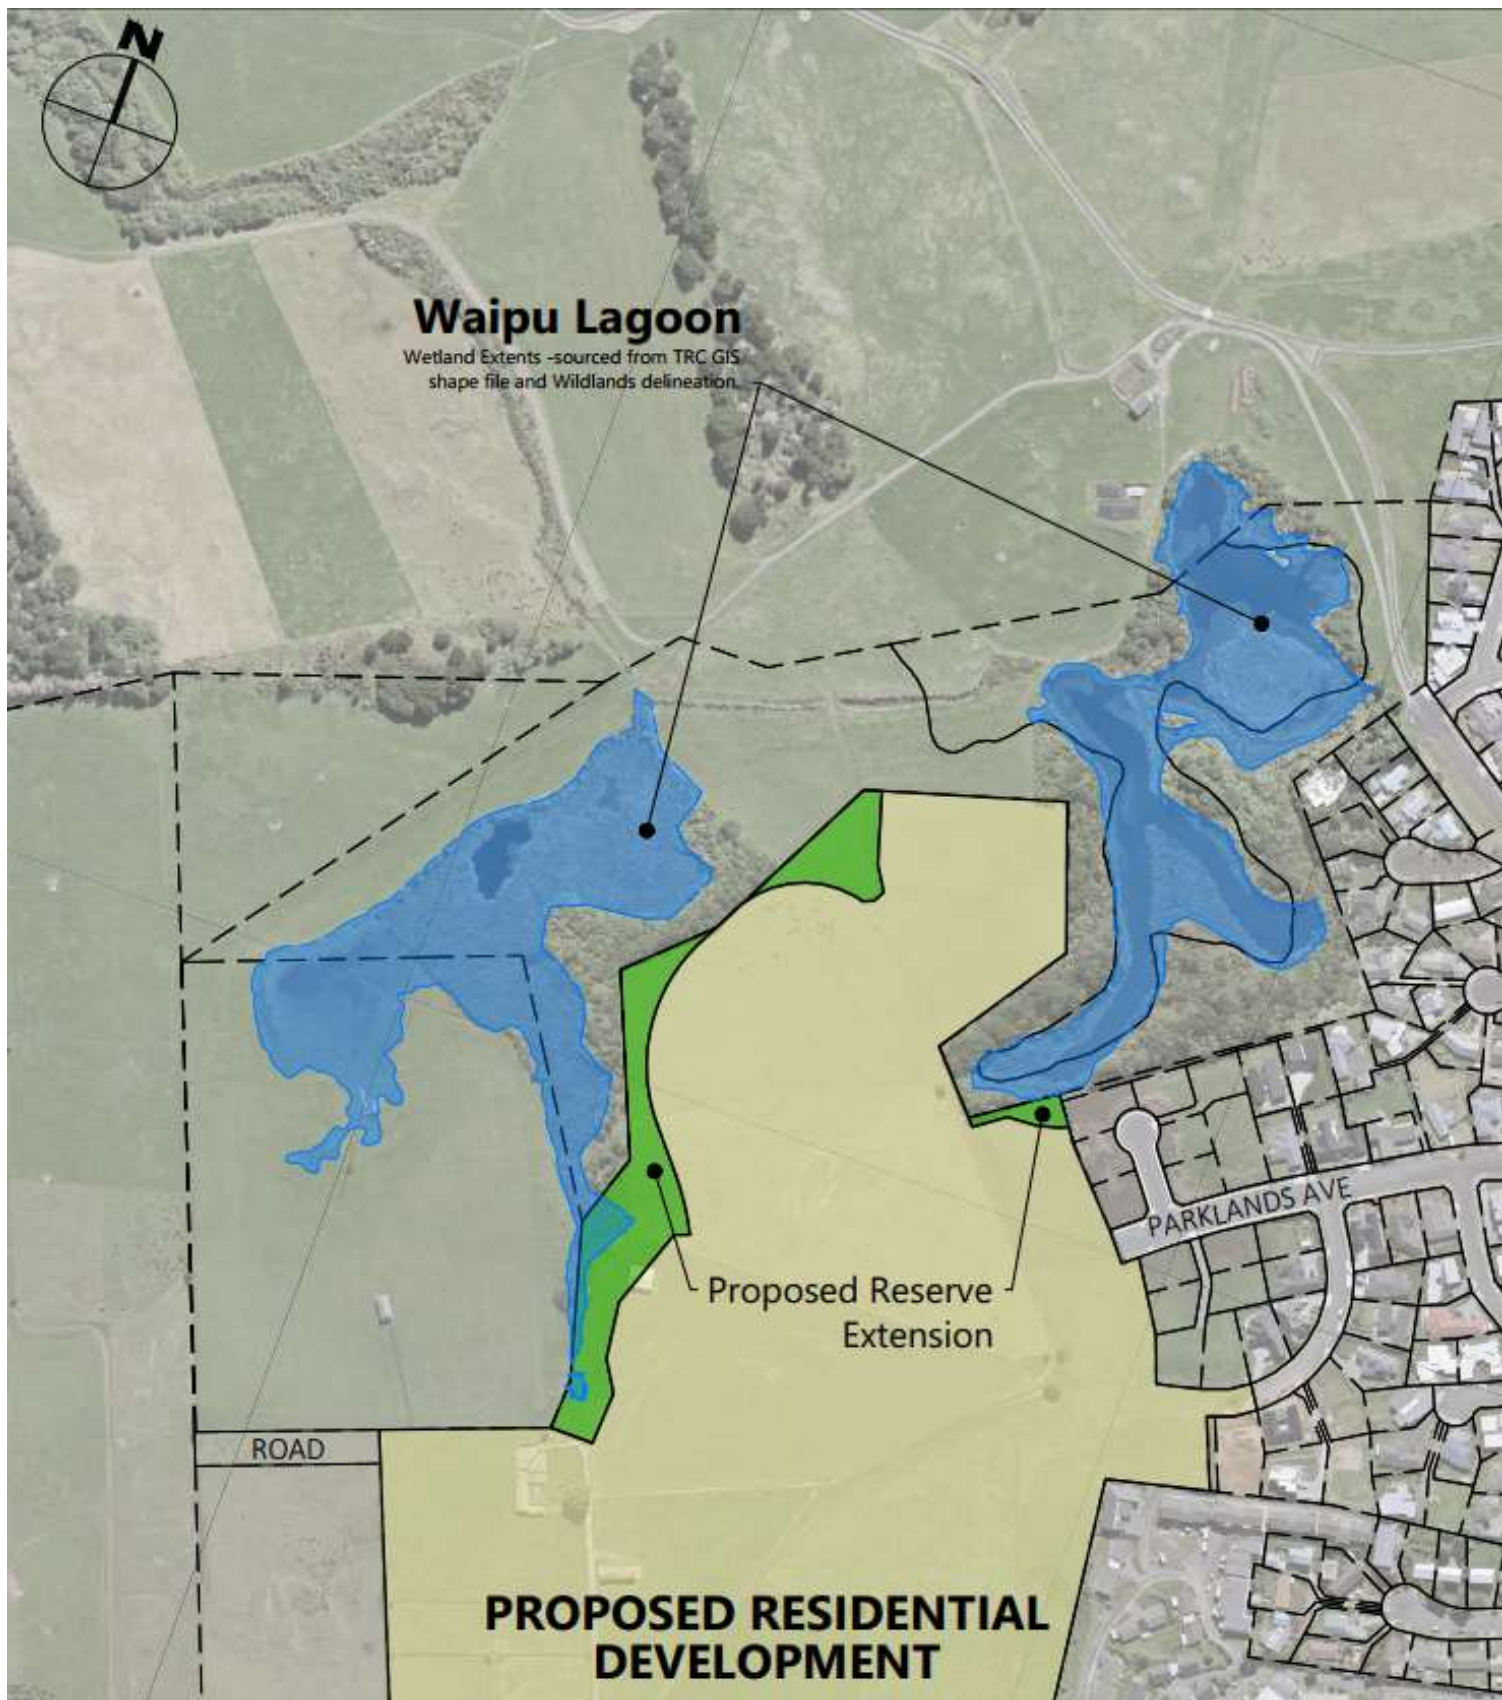 N
Waipu Lagoon
Wetland Extents -sourced from TRC GIS
shape file and Wildlands delineation.
PARKLANDS AVE
Proposed Reserve
Extension
ROAD
PROPOSED RESIDENTIAL
DEVELOPMENT